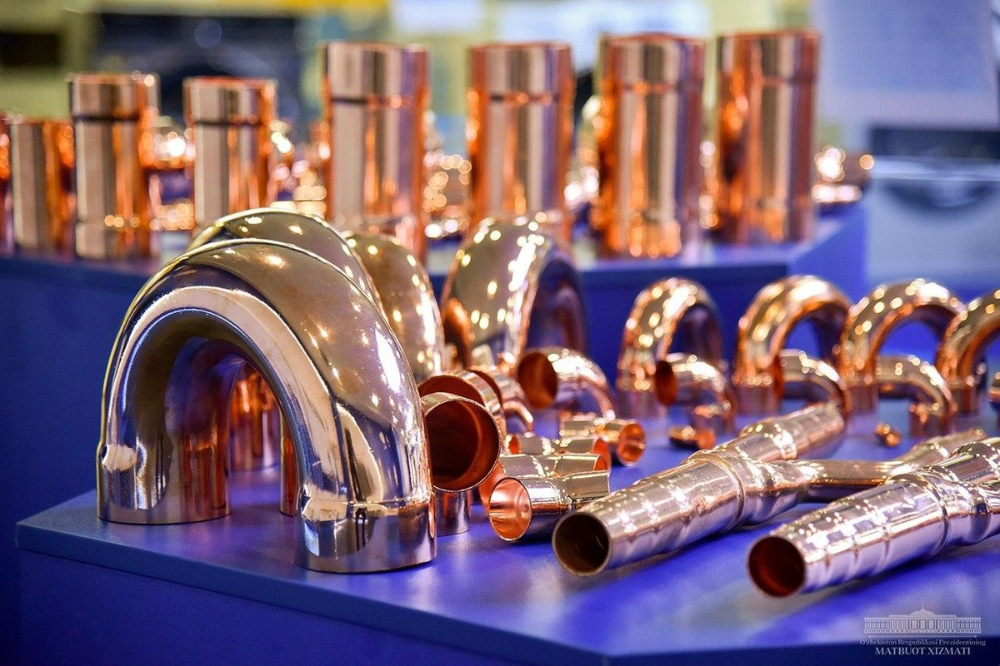 O'zbekiston Respublikasi Prezidentining
MATBUOT XIZMATI